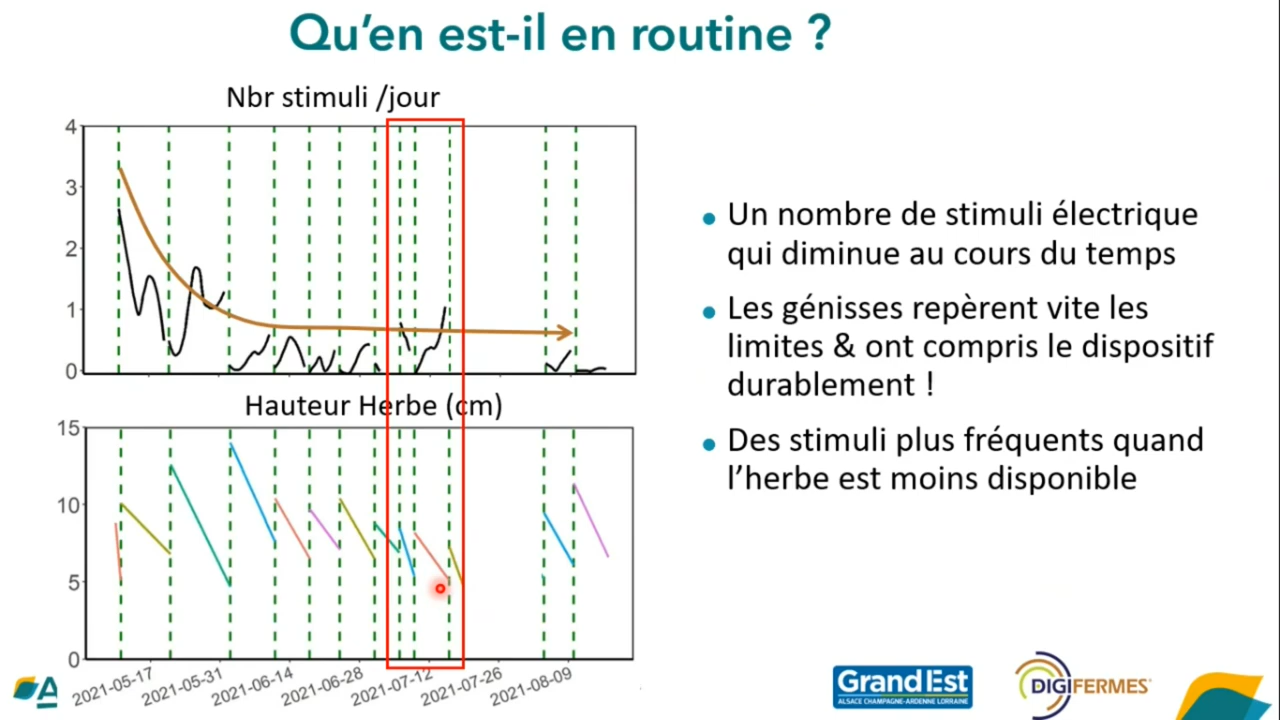 Qu'en est-il en routine ?
Nbr stimuli /jour
4
3
2
1
0
Hauteur Herbe (cm)
15
10
5
0
2021-05-17
2021-05-31
2021-06-14
2021-06-28
2021-07-12
2021-07-26
2021-08-09
• Un nombre de stimuli électrique
qui diminue au cours du temps
• Les génisses repèrent vite les
limites & ont compris le dispositif
durablement !
• Des stimuli plus fréquents quand
l'herbe est moins disponible
A
GrandEst
ALSACE CHAMPAGNE-ARDENNE LORRAINE
DIGIFERMES